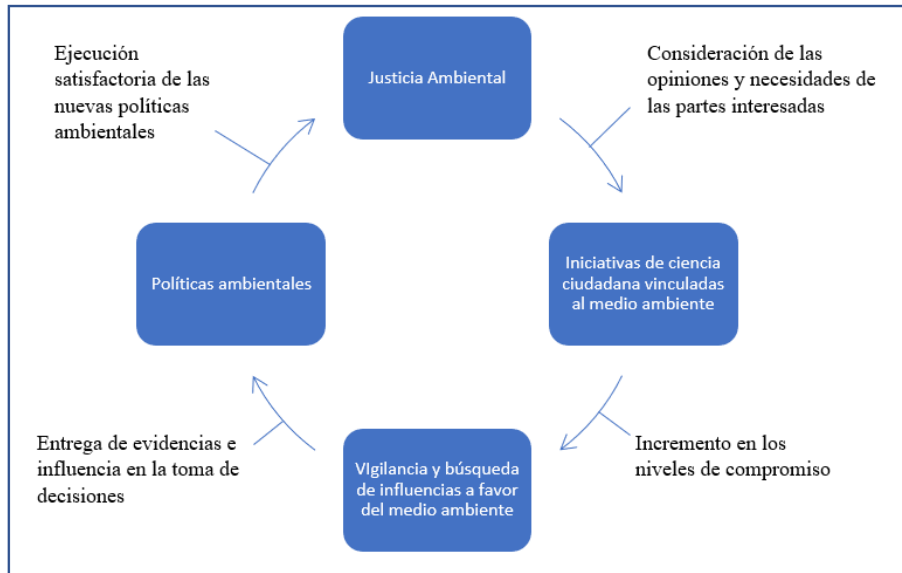 Ejecución
satisfactoria de las
nuevas políticas
ambientales
Justicia Ambiental
Consideración de las
opiniones y necesidades de
las partes interesadas
Políticas ambientales
Iniciativas de ciencia
ciudadana vinculadas
al medio ambiente
Entrega de evidencias e
influencia en la toma de
decisiones
VIgilancia y búsqueda
de influencias a favor
del medio ambiente
Incremento en los
niveles de compromiso